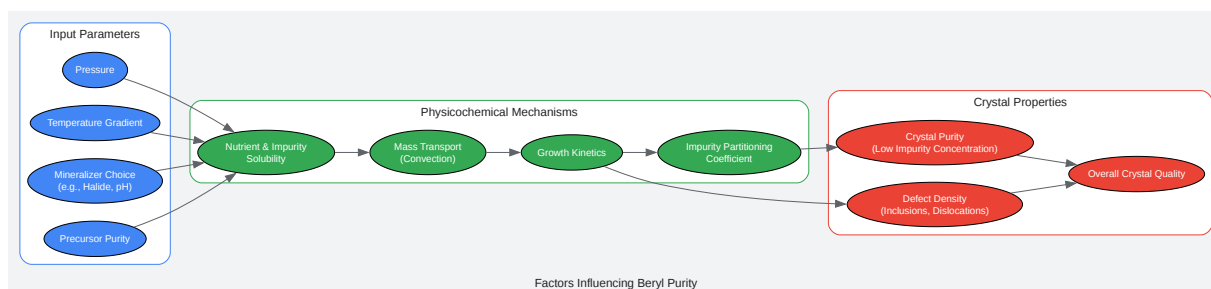 Input Parameters
Pressure
Temperature Gradient
Mineralizer Choice
(e.g., Halide, pH)
Precursor Purity
Physicochemical Mechanisms
Nutrient & Impurity
Solubility
Mass Transport
(Convection)
Growth Kinetics
Impurity Partitioning
Coefficient
Crystal Properties
Crystal Purity
(Low Impurity Concentration)
Defect Density
(Inclusions, Dislocations)
Overall Crystal Quality
Factors Influencing Beryl Purity